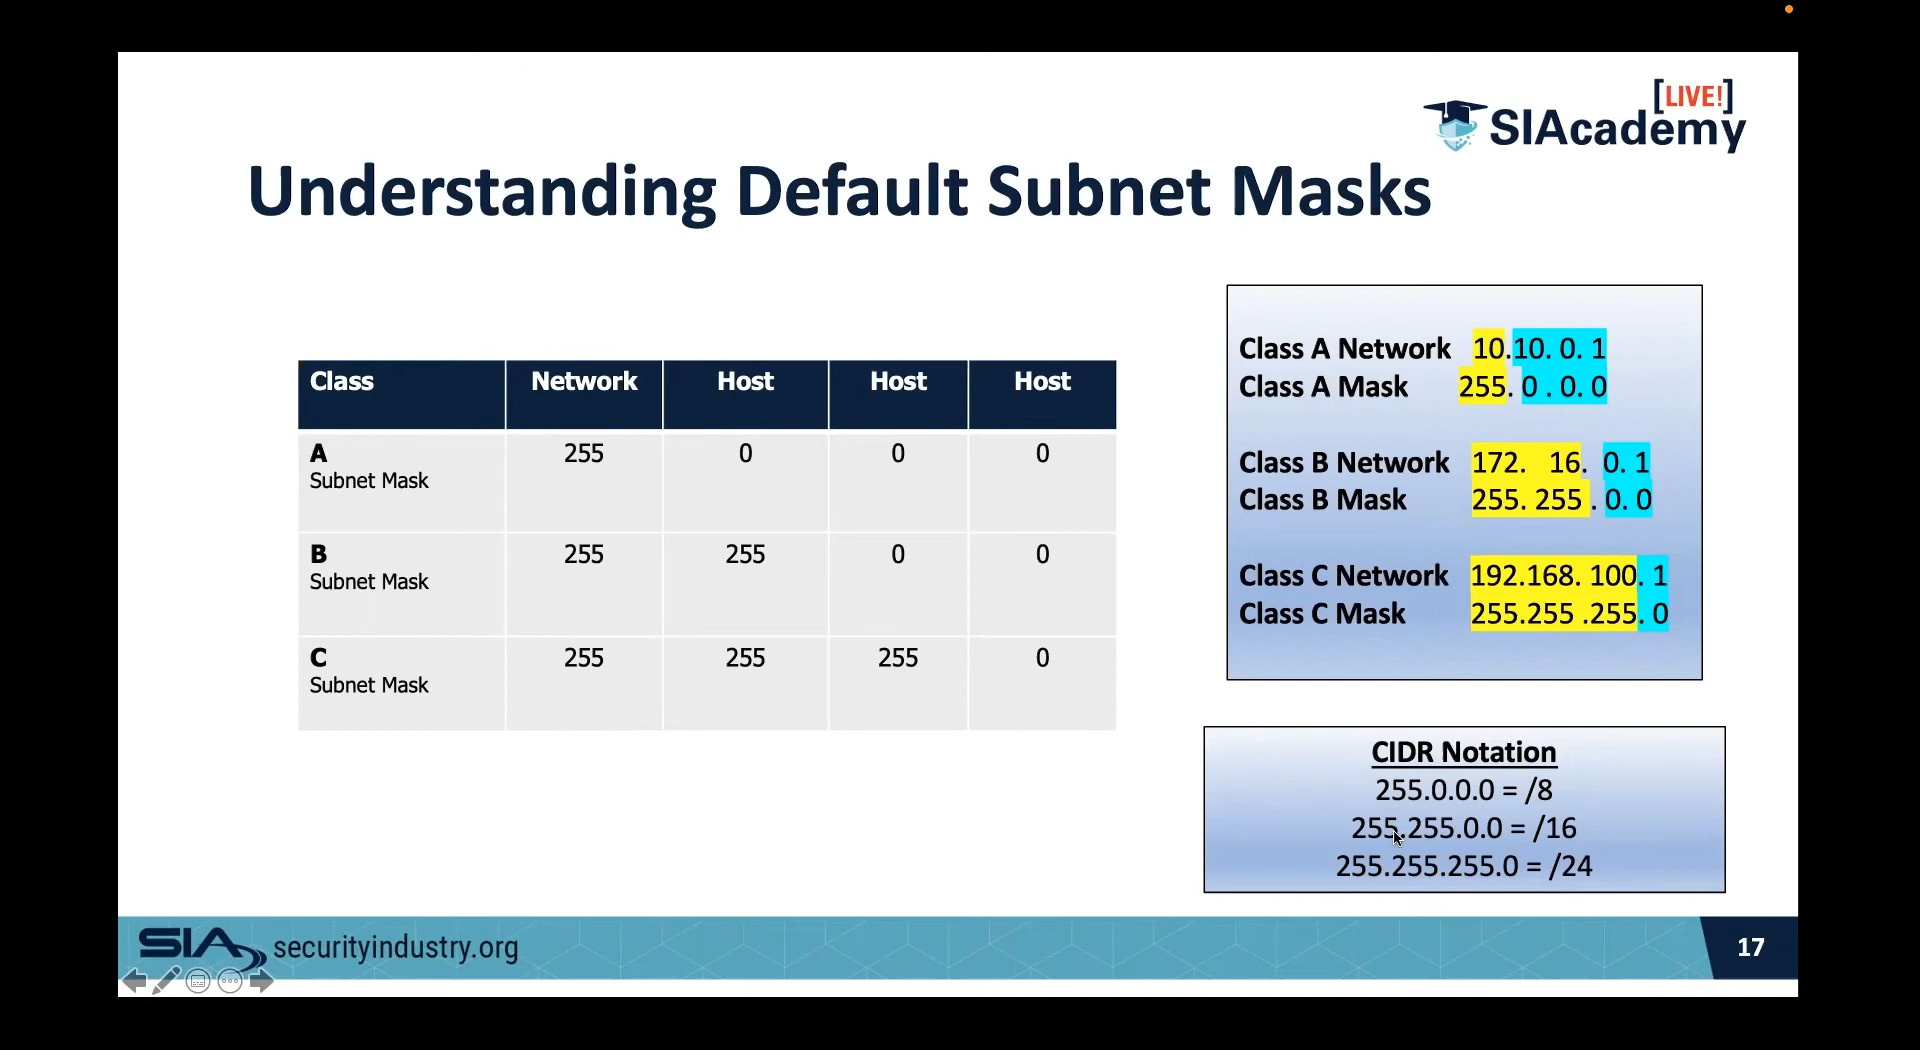 [LIVE!]
SIAcademy
Understanding Default Subnet Masks
Class Network Host Host Host
A 255 0 0 0
Subnet Mask
B 255 255 0 0
Subnet Mask
C 255 255 255 0
Subnet Mask
Class A Network 10.10. 0. 1
Class A Mask 255. 0 . 0. 0
Class B Network 172. 16. 0. 1
Class B Mask 255. 255 . 0. 0
Class C Network 192.168. 100. 1
Class C Mask 255.255 .255. 0
CIDR Notation
255.0.0.0 = /8
255.255.0.0 = /16
255.255.255.0 = /24
SIA securityindustry.org
17